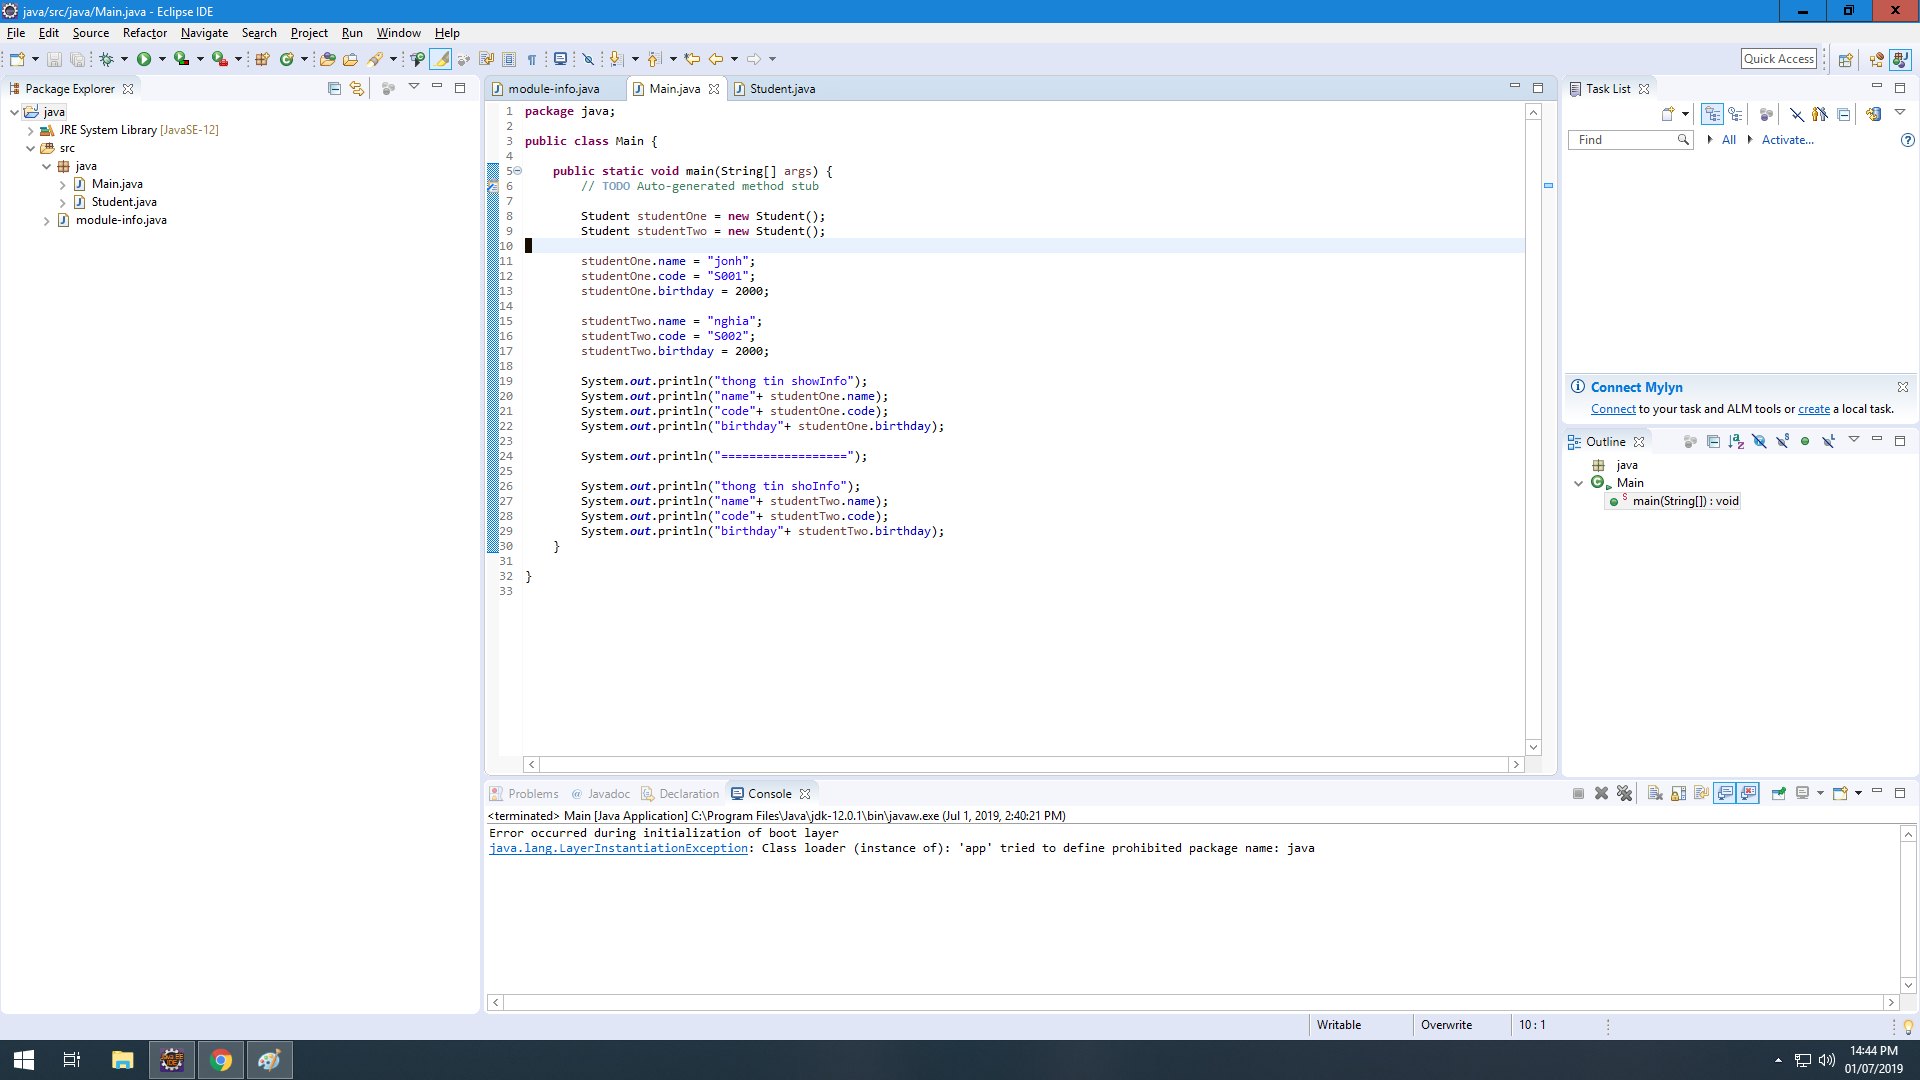 java/src/java/Main.java - Eclipse IDE
File Edit Source Refactor Navigate Search Project Run Window Help
Quick Access
Package Explorer
java
JRE System Library [JavaSE-12]
src
java
Main.java
Student.java
module-info.java
module-info.java Main.java Student.java
1 package java;
2
3 public class Main {
4
5 public static void main(String[] args) {
6 // TODO Auto-generated method stub
7
8 Student studentOne = new Student();
9 Student studentTwo = new Student();
10
11 studentOne.name = "jonh";
12 studentOne.code = "S001";
13 studentOne.birthday = 2000;
14
15 studentTwo.name = "nghia";
16 studentTwo.code = "S002";
17 studentTwo.birthday = 2000;
18
19 System.out.println("thong tin showInfo");
20 System.out.println("name"+ studentOne.name);
21 System.out.println("code"+ studentOne.code);
22 System.out.println("birthday"+ studentOne.birthday);
23
24 System.out.println("==================");
25
26 System.out.println("thong tin shoInfo");
27 System.out.println("name"+ studentTwo.name);
28 System.out.println("code"+ studentTwo.code);
29 System.out.println("birthday"+ studentTwo.birthday);
30 }
31
32 }
33
Task List
Find All Activate...
Connect Mylyn
Connect to your task and ALM tools or create a local task.
Outline
java
Main
main(String[]) : void
Problems @ Javadoc Declaration Console
<terminated> Main [Java Application] C:\Program Files\Java\jdk-12.0.1\bin\javaw.exe (Jul 1, 2019, 2:40:21 PM)
Error occurred during initialization of boot layer
java.lang.LayerInstantiationException: Class loader (instance of): 'app' tried to define prohibited package name: java
Writable Overwrite 10 : 1
14:44 PM
01/07/2019